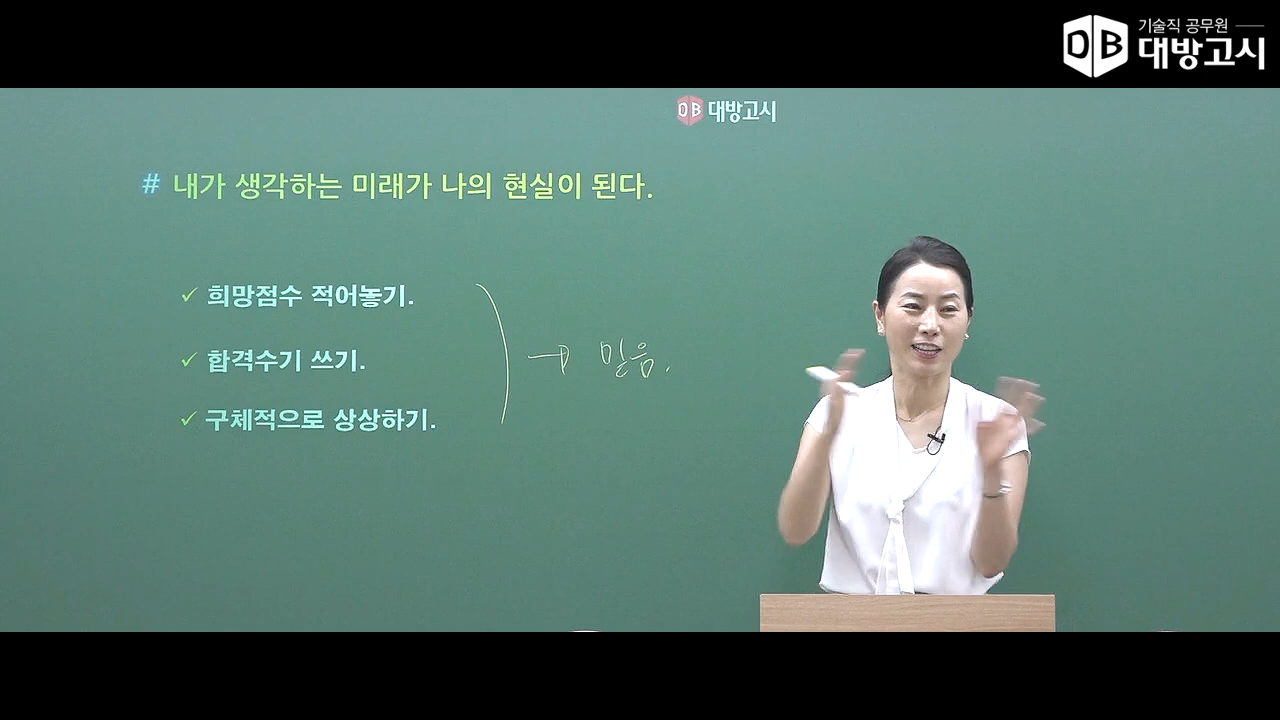 기술직 공무원
DB 대방고시
DB 대방고시
# 내가 생각하는 미래가 나의 현실이 된다.
✓ 희망점수 적어놓기.
✓ 합격수기 쓰기.
→ 믿음.
✓ 구체적으로 상상하기.